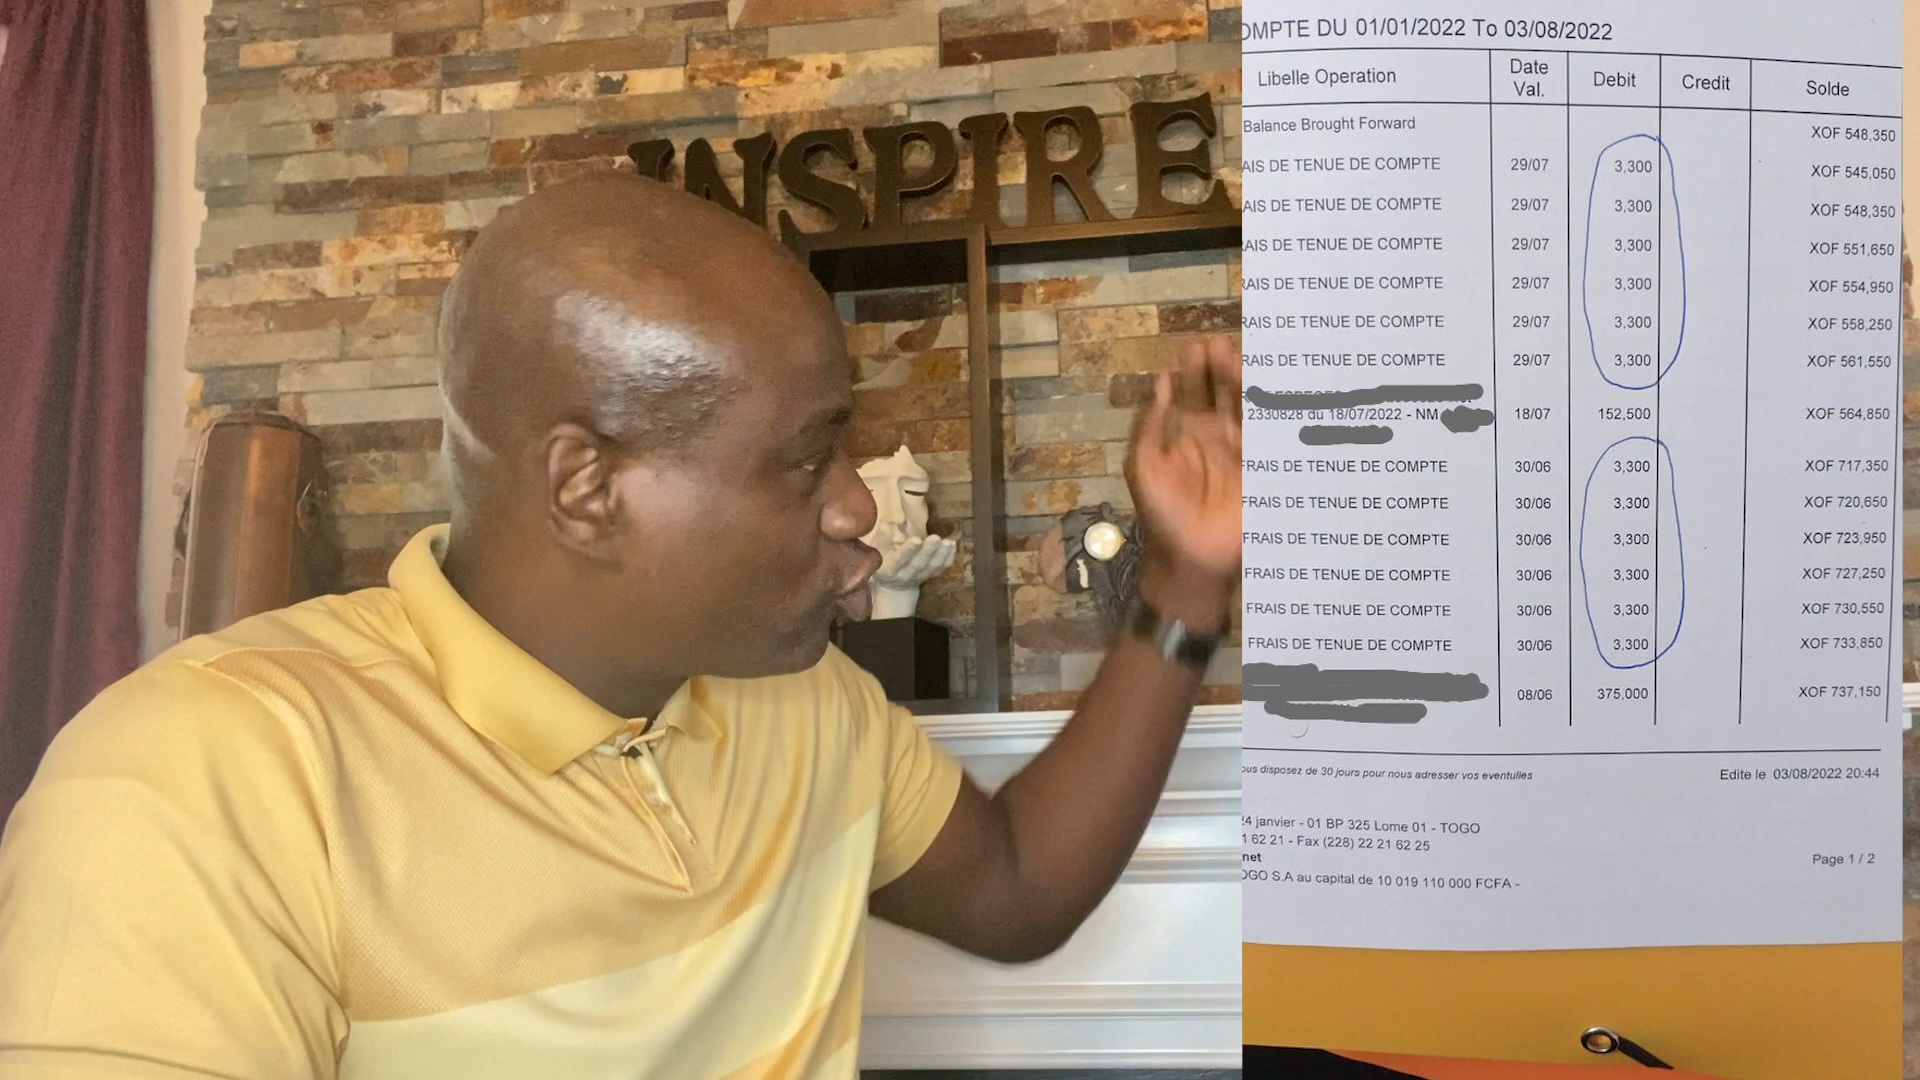 INSPIRE
OMPTE DU 01/01/2022 To 03/08/2022
Libelle Operation Date Val. Debit Credit Solde
Balance Brought Forward XOF 548,350
AIS DE TENUE DE COMPTE 29/07 3,300 XOF 545,050
AIS DE TENUE DE COMPTE 29/07 3,300 XOF 548,350
RAIS DE TENUE DE COMPTE 29/07 3,300 XOF 551,650
RAIS DE TENUE DE COMPTE 29/07 3,300 XOF 554,950
RAIS DE TENUE DE COMPTE 29/07 3,300 XOF 558,250
RAIS DE TENUE DE COMPTE 29/07 3,300 XOF 561,550
2330828 du 18/07/2022 - NM 18/07 152,500 XOF 564,850
FRAIS DE TENUE DE COMPTE 30/06 3,300 XOF 717,350
FRAIS DE TENUE DE COMPTE 30/06 3,300 XOF 720,650
FRAIS DE TENUE DE COMPTE 30/06 3,300 XOF 723,950
FRAIS DE TENUE DE COMPTE 30/06 3,300 XOF 727,250
FRAIS DE TENUE DE COMPTE 30/06 3,300 XOF 730,550
FRAIS DE TENUE DE COMPTE 30/06 3,300 XOF 733,850
08/06 375,000 XOF 737,150
ous disposez de 30 jours pour nous adresser vos eventulles Edite le 03/08/2022 20:44
24 janvier - 01 BP 325 Lome 01 - TOGO
1 62 21 - Fax (228) 22 21 62 25
net Page 1 / 2
OGO S.A au capital de 10 019 110 000 FCFA -